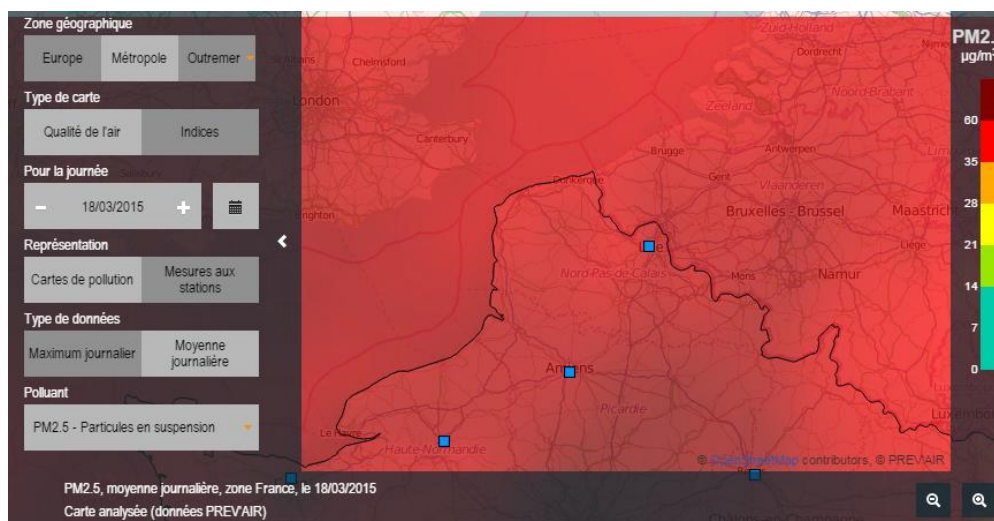 Zone géographique
Europe Métropole Outremer
Type de carte
Qualité de l'air Indices
Pour la journée
− 18/03/2015 +
Représentation
Cartes de pollution Mesures aux
stations
Type de données
Maximum journalier Moyenne
journalière
Polluant
PM2.5 - Particules en suspension
PM2.5, moyenne journalière, zone France, le 18/03/2015
Carte analysée (données PREV'AIR)
Zuid-Holland
Dordrecht
Chelmsford
London
Zeeland
Noord-Brabant
Canterbury
Brugge
Antwerpen
Donkerque
Gent
Vlaanderen
Bruxelles - Brussel
Maastricht
Liège
Nord-Pas-de-Calais
Mons
Namur
Amiens
Picardie
Le Havre
Haute-Normandie
© OpenStreetMap contributors, © PREV'AIR
PM2.5
µg/m
60
35
28
21
14
7
0